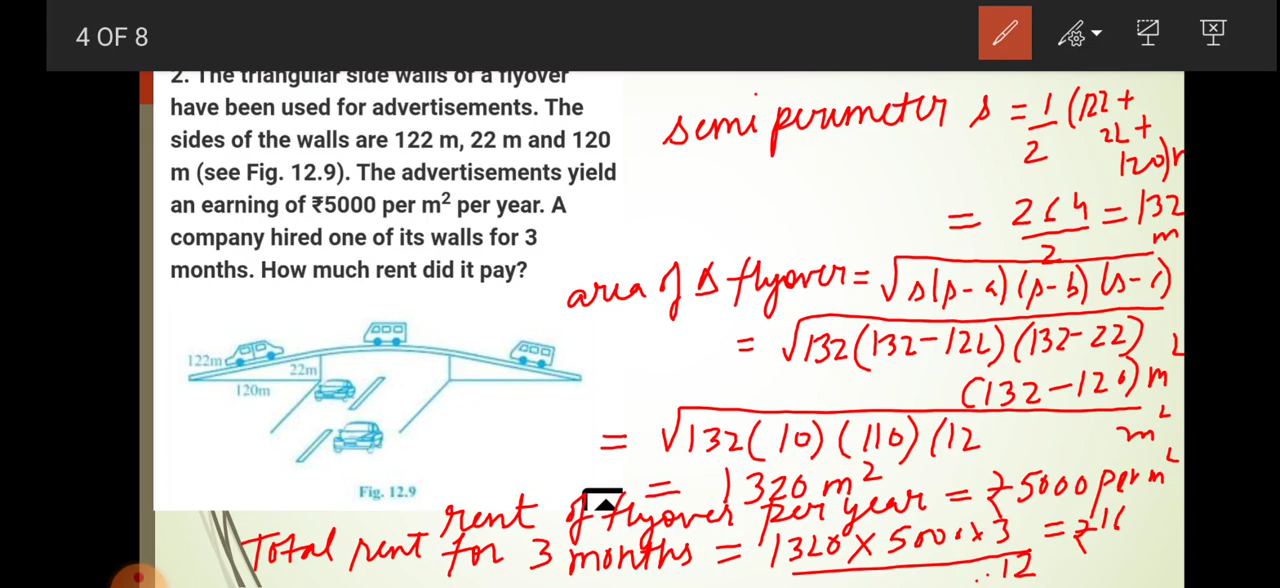 4 OF 8
2. The triangular side walls of a flyover
have been used for advertisements. The
sides of the walls are 122 m, 22 m and 120
m (see Fig. 12.9). The advertisements yield
an earning of ₹5000 per m² per year. A
company hired one of its walls for 3
months. How much rent did it pay?
122m
22m
120m
Fig. 12.9
semi perimeter s = 1/2 (122 +
22 +
120)
= 264/2 = 132
m
area of Δ flyover = √s(s-a)(s-b)(s-c)
= √132(132-122)(132-22)
(132-120) m²
= √132(10)(110)(12 m²
= 1320 m²
rent of flyover per year = ₹5000 per m²
Total rent for 3 months = 1320 × 5000 × 3 / 12 = ₹16